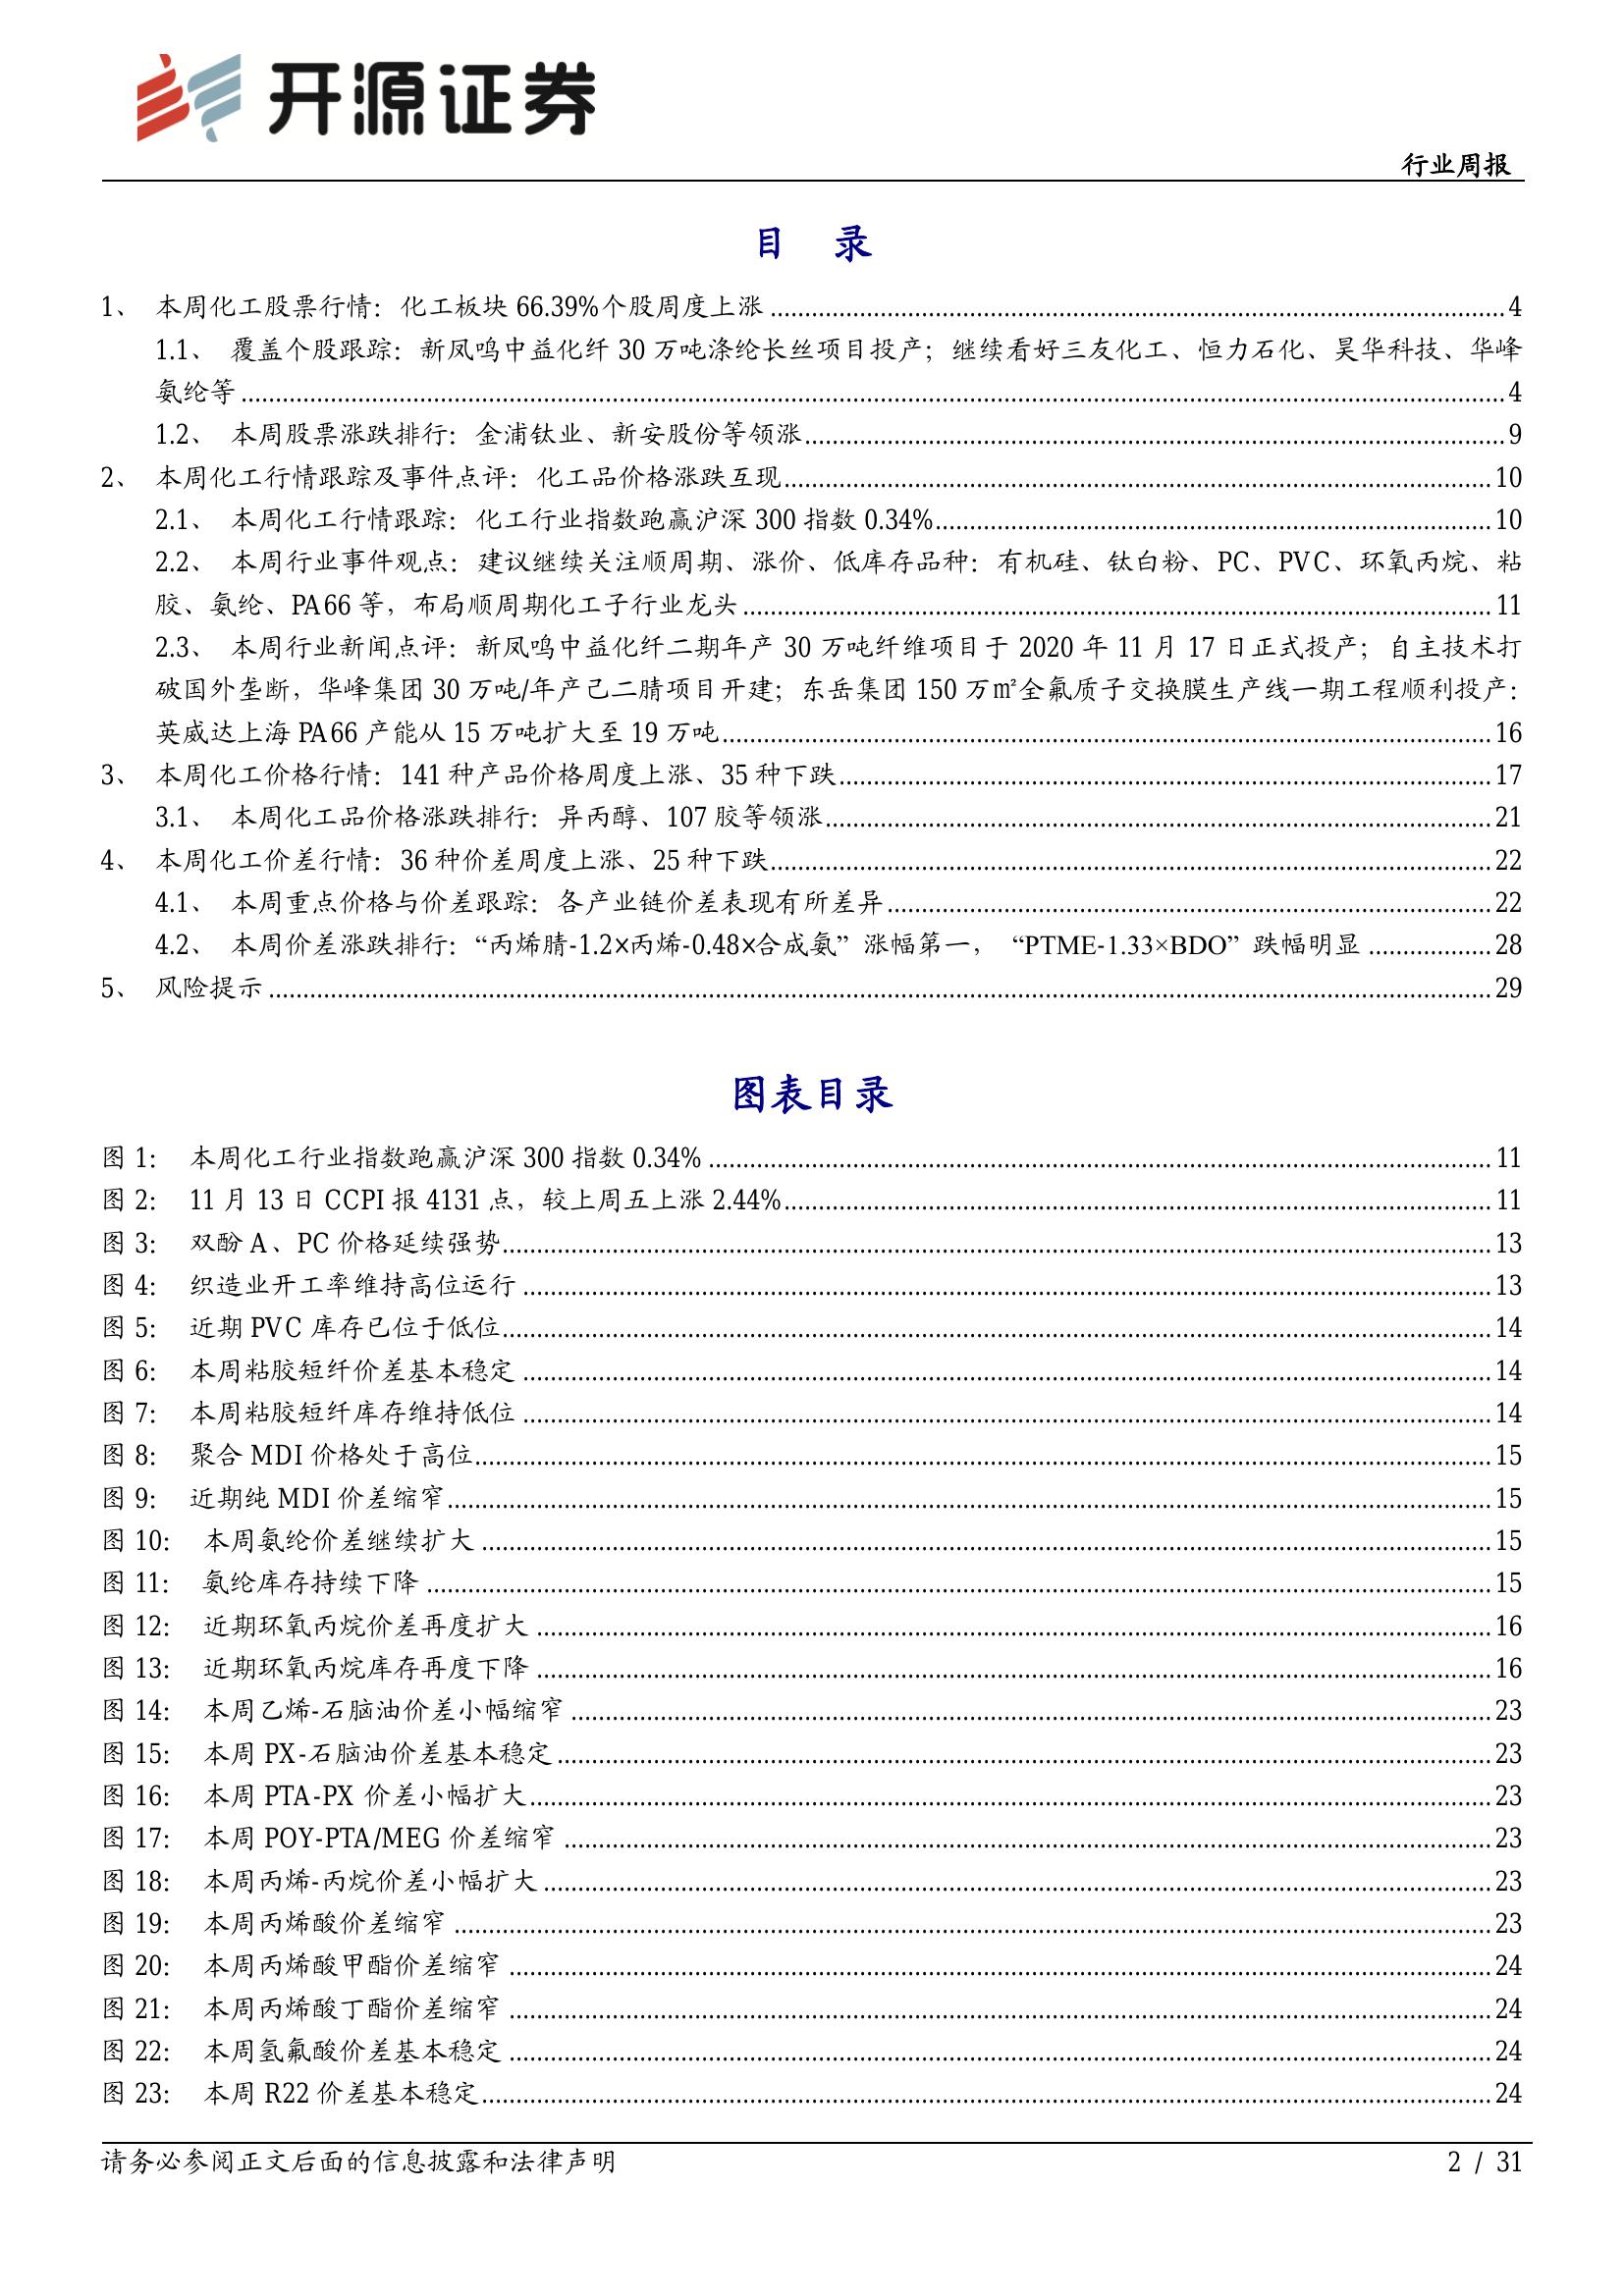 开源证券
行业周报
目 录
1、 本周化工股票行情：化工板块 66.39%个股周度上涨 4
1.1、 覆盖个股跟踪：新凤鸣中益化纤 30 万吨涤纶长丝项目投产；继续看好三友化工、恒力石化、昊华科技、华峰
氨纶等 4
1.2、 本周股票涨跌排行：金浦钛业、新安股份等领涨 9
2、 本周化工行情跟踪及事件点评：化工品价格涨跌互现 10
2.1、 本周化工行情跟踪：化工行业指数跑赢沪深 300 指数 0.34% 10
2.2、 本周行业事件观点：建议继续关注顺周期、涨价、低库存品种：有机硅、钛白粉、PC、PVC、环氧丙烷、粘
胶、氨纶、PA66 等，布局顺周期化工子行业龙头 11
2.3、 本周行业新闻点评：新凤鸣中益化纤二期年产 30 万吨纤维项目于 2020 年 11 月 17 日正式投产；自主技术打
破国外垄断，华峰集团 30 万吨/年产己二腈项目开建；东岳集团 150 万㎡全氟质子交换膜生产线一期工程顺利投产：
英威达上海 PA66 产能从 15 万吨扩大至 19 万吨 16
3、 本周化工价格行情：141 种产品价格周度上涨、35 种下跌 17
3.1、 本周化工品价格涨跌排行：异丙醇、107 胶等领涨 21
4、 本周化工价差行情：36 种价差周度上涨、25 种下跌 22
4.1、 本周重点价格与价差跟踪：各产业链价差表现有所差异 22
4.2、 本周价差涨跌排行：“丙烯腈-1.2×丙烯-0.48×合成氨”涨幅第一， “PTME-1.33×BDO”跌幅明显 28
5、 风险提示 29
图表目录
图 1： 本周化工行业指数跑赢沪深 300 指数 0.34% 11
图 2： 11 月 13 日 CCPI 报 4131 点，较上周五上涨 2.44% 11
图 3： 双酚 A、PC 价格延续强势 13
图 4： 织造业开工率维持高位运行 13
图 5： 近期 PVC 库存已位于低位 14
图 6： 本周粘胶短纤价差基本稳定 14
图 7： 本周粘胶短纤库存维持低位 14
图 8： 聚合 MDI 价格处于高位 15
图 9： 近期纯 MDI 价差缩窄 15
图 10： 本周氨纶价差继续扩大 15
图 11： 氨纶库存持续下降 15
图 12： 近期环氧丙烷价差再度扩大 16
图 13： 近期环氧丙烷库存再度下降 16
图 14： 本周乙烯-石脑油价差小幅缩窄 23
图 15： 本周 PX-石脑油价差基本稳定 23
图 16： 本周 PTA-PX 价差小幅扩大 23
图 17： 本周 POY-PTA/MEG 价差缩窄 23
图 18： 本周丙烯-丙烷价差小幅扩大 23
图 19： 本周丙烯酸价差缩窄 23
图 20： 本周丙烯酸甲酯价差缩窄 24
图 21： 本周丙烯酸丁酯价差缩窄 24
图 22： 本周氢氟酸价差基本稳定 24
图 23： 本周 R22 价差基本稳定 24
请务必参阅正文后面的信息披露和法律声明 2 / 31